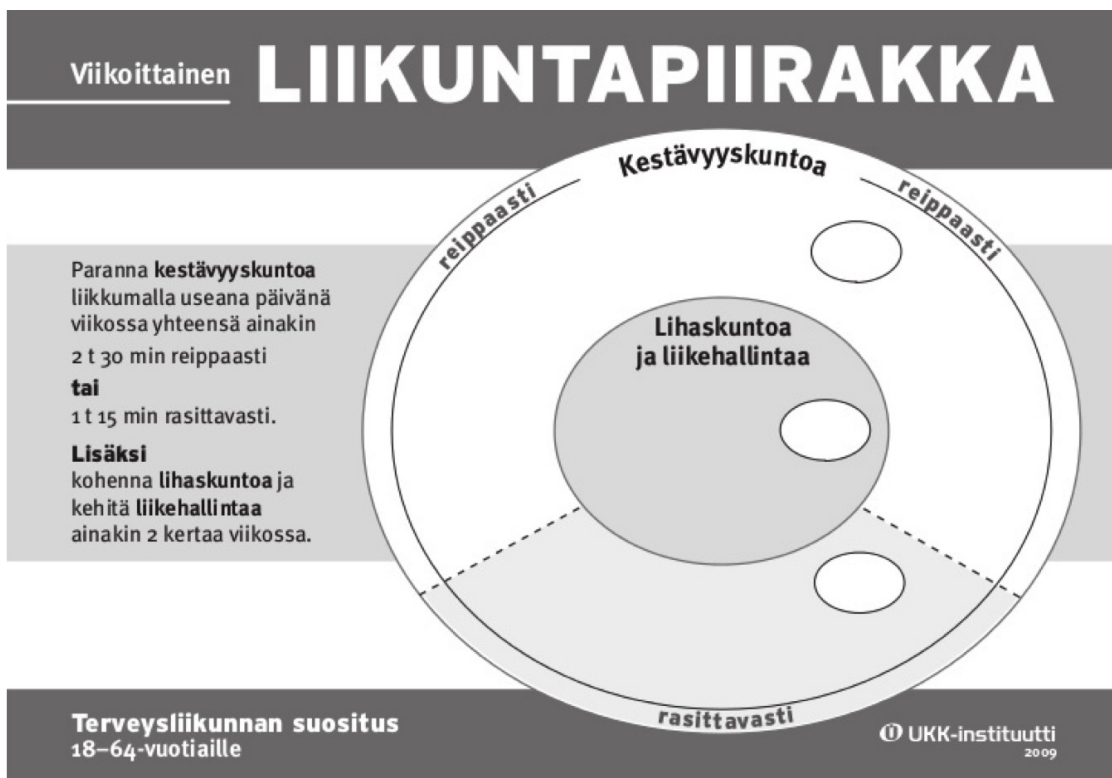 Viikoittainen LIIKUNTAPIIRAKKA
Kestävyyskuntoa
reippaasti
reippaasti
Paranna kestävyyskuntoa
liikkumalla useana päivänä
viikossa yhteensä ainakin
2 t 30 min reippaasti
tai
1 t 15 min rasittavasti.
Lisäksi
kohenna lihaskuntoa ja
kehitä liikehallintaa
ainakin 2 kertaa viikossa.
Lihaskuntoa
ja liikehallintaa
rasittavasti
Terveysliikunnan suositus
18–64-vuotiaille
UKK-instituutti
2009